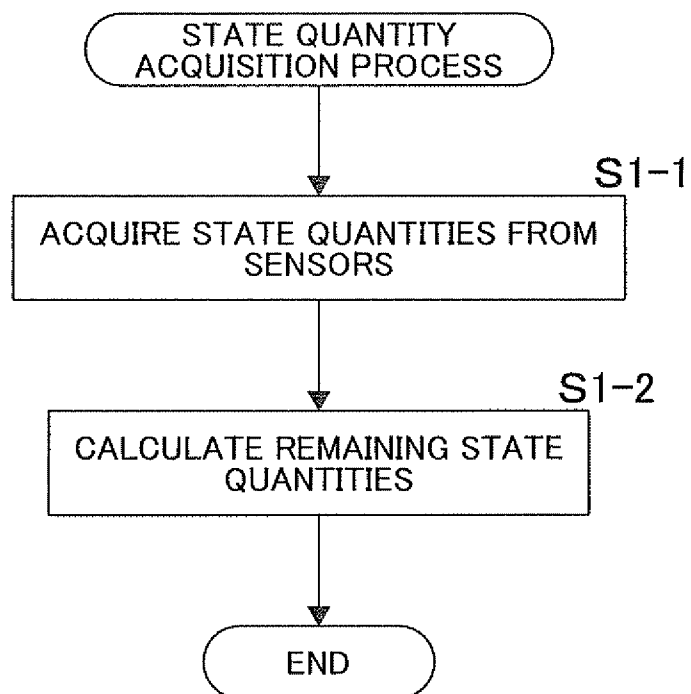 STATE QUANTITY
ACQUISITION PROCESS
S1-1
ACQUIRE STATE QUANTITIES FROM
SENSORS
S1-2
CALCULATE REMAINING STATE
QUANTITIES
END